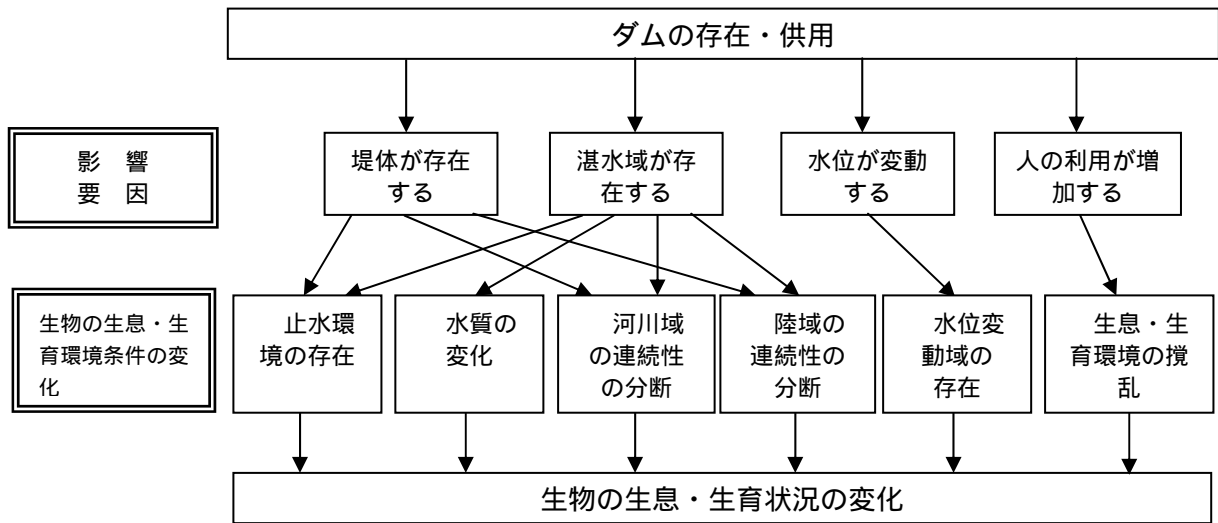 ダムの存在・供用
影　響
要　因
堤体が存在
する
湛水域が存
在する
水位が変動
する
人の利用が増
加する
生物の生息・生
育環境条件の変
化
止水環
境の存在
水質の
変化
河川域
の連続性
の分断
陸域の
連続性の
分断
水位変
動域の
存在
生息・生
育環境の撹
乱
生物の生息・生育状況の変化